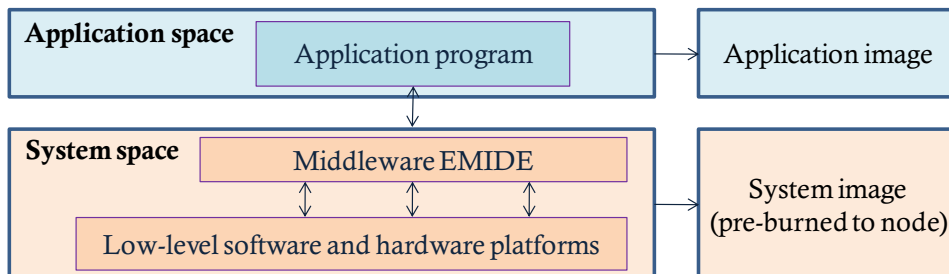 Application space
Application program
Application image
System space
Middleware EMIDE
Low-level software and hardware platforms
System image
(pre-burned to node)